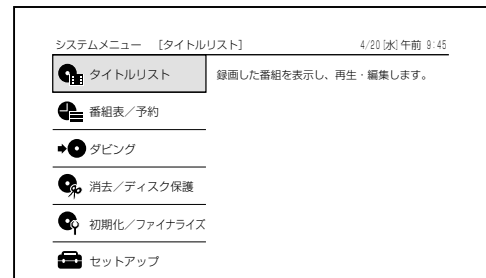 システムメニュー ［タイトルリスト］ 4/20［水］午前 9:45
タイトルリスト 録画した番組を表示し、再生・編集します。
番組表／予約
ダビング
消去／ディスク保護
初期化／ファイナライズ
セットアップ